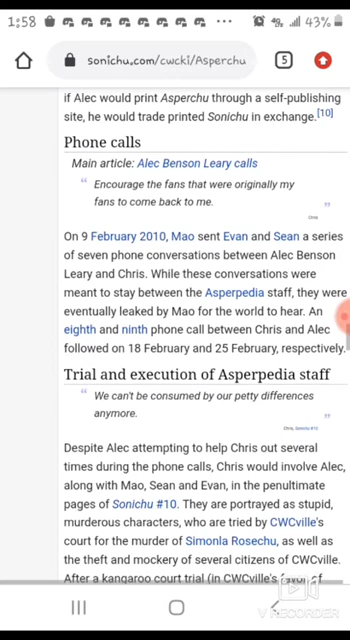 1:58 ··· 4G 43%
sonichu.com/cwcki/Asperchu 5
if Alec would print Asperchu through a self-publishing
site, he would trade printed Sonichu in exchange.[10]
Phone calls
Main article: Alec Benson Leary calls
“ Encourage the fans that were originally my
fans to come back to me. ”
Chris
On 9 February 2010, Mao sent Evan and Sean a series
of seven phone conversations between Alec Benson
Leary and Chris. While these conversations were
meant to stay between the Asperpedia staff, they were
eventually leaked by Mao for the world to hear. An
eighth and ninth phone call between Chris and Alec
followed on 18 February and 25 February, respectively.
Trial and execution of Asperpedia staff
“ We can't be consumed by our petty differences
anymore. ”
Chris, Sonichu #10
Despite Alec attempting to help Chris out several
times during the phone calls, Chris would involve Alec,
along with Mao, Sean and Evan, in the penultimate
pages of Sonichu #10. They are portrayed as stupid,
murderous characters, who are tried by CWCville's
court for the murder of Simonla Rosechu, as well as
the theft and mockery of several citizens of CWCville.
After a kangaroo court trial (in CWCville's favor of
V RECORDER